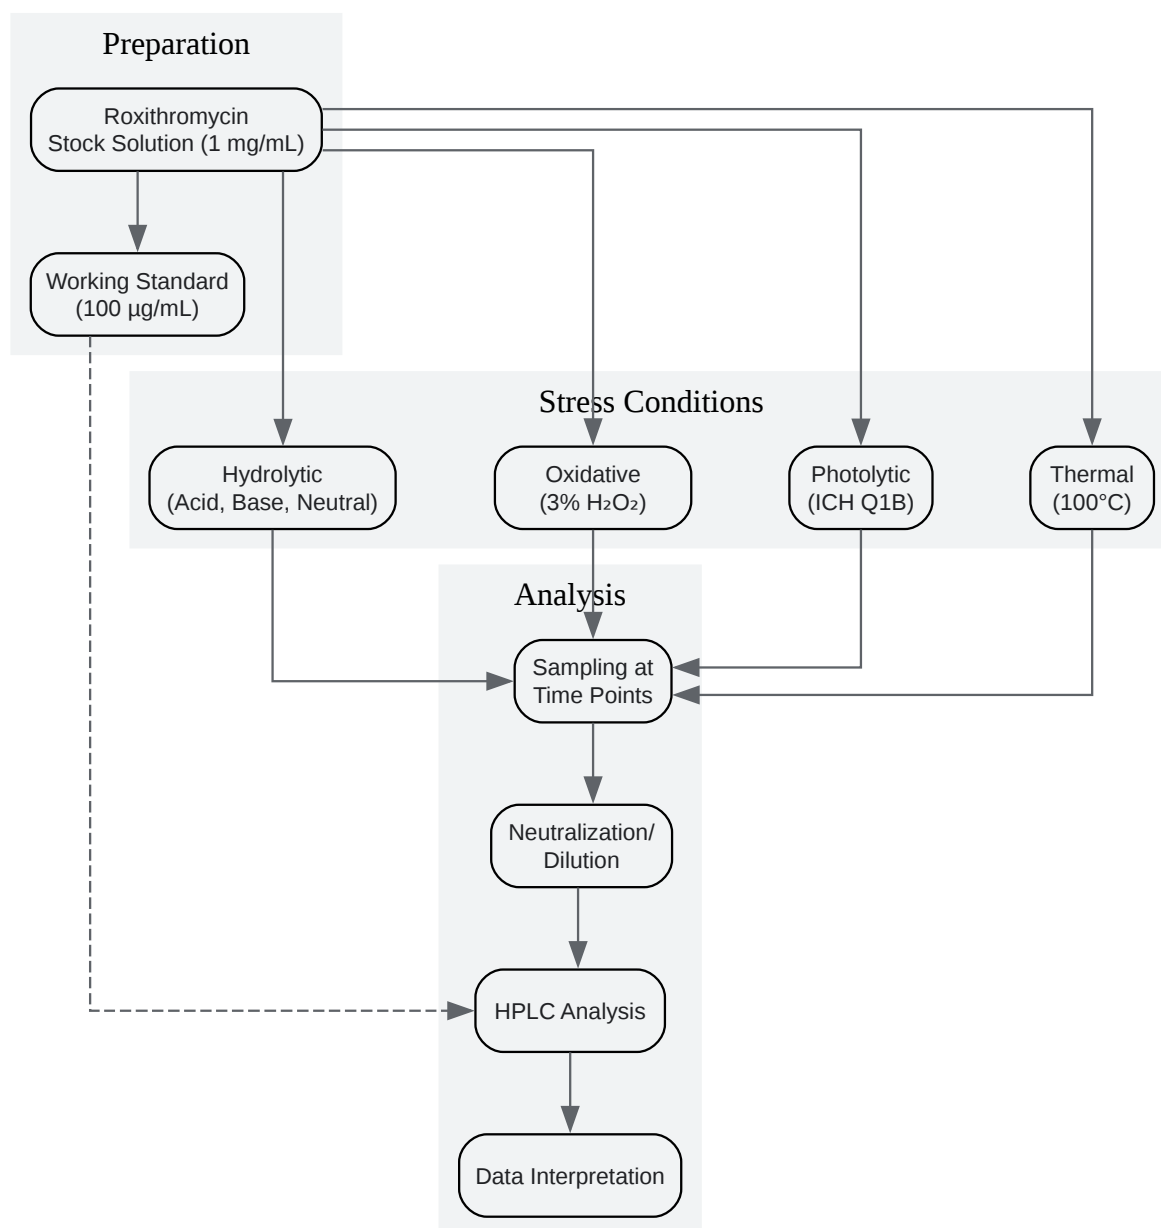 Preparation
Roxithromycin
Stock Solution (1 mg/mL)
Working Standard
(100 µg/mL)
Stress Conditions
Hydrolytic
(Acid, Base, Neutral)
Oxidative
(3% H₂O₂)
Photolytic
(ICH Q1B)
Thermal
(100°C)
Analysis
Sampling at
Time Points
Neutralization/
Dilution
HPLC Analysis
Data Interpretation